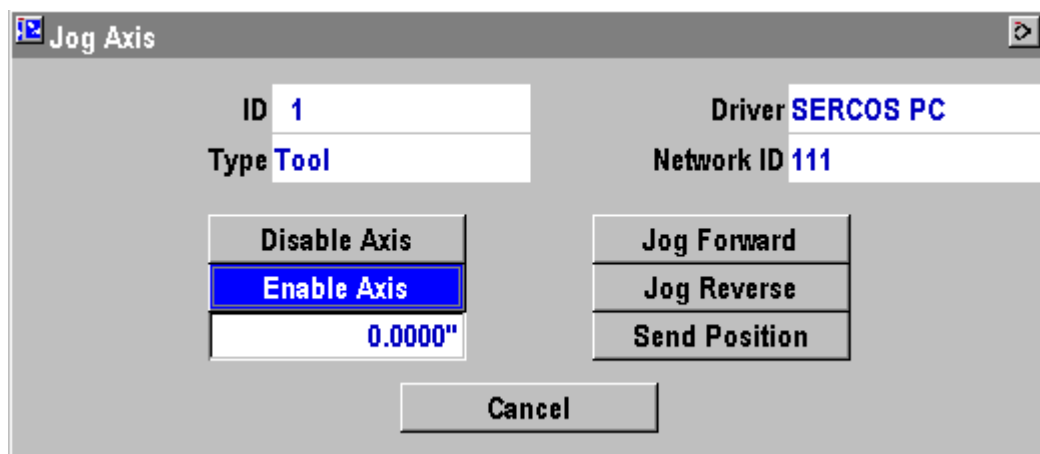 Jog Axis
ID 1 Driver SERCOS PC
Type Tool Network ID 111
Disable Axis Jog Forward
Enable Axis Jog Reverse
0.0000" Send Position
Cancel